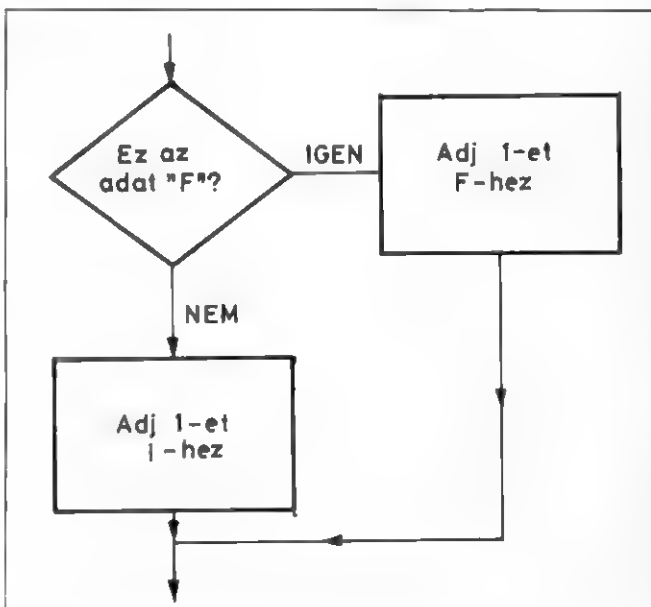 Ez az
adat "F"?
IGEN
Adj 1-et
F-hez
NEM
Adj 1-et
I-hez